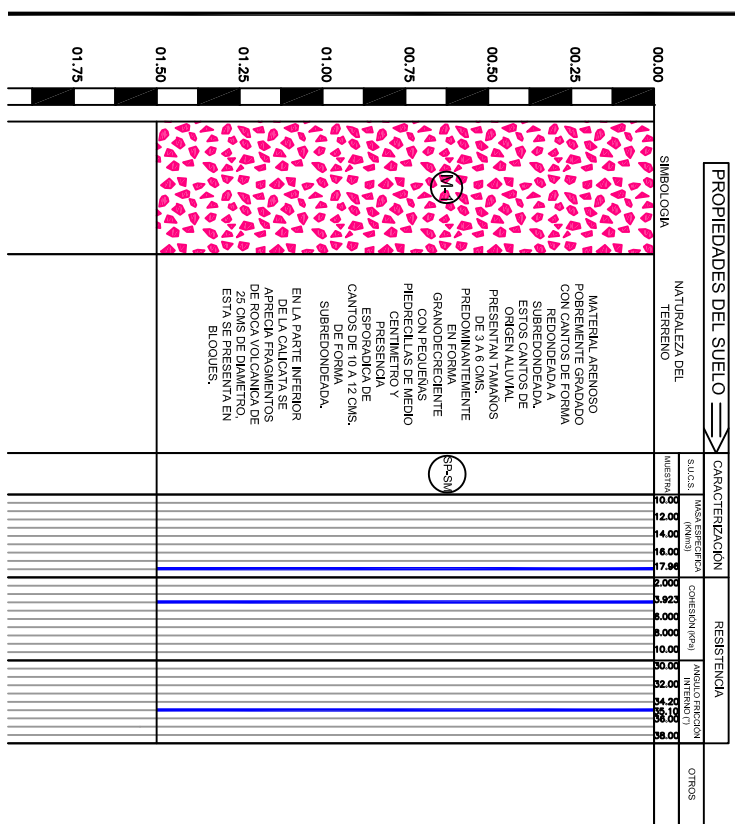 PROPIEDADES DEL SUELO
CARACTERIZACIÓN
RESISTENCIA
SIMBOLOGIA
NATURALEZA DEL
TERRENO
S.U.C.S.
MUESTRA
MASA ESPECIFICA
(KN/m3)
COHESIÓN (KPa)
ANGULO FRICCIÓN
INTERNO (°)
OTROS
10.00
12.00
14.00
16.00
17.96
2.000
3.923
6.000
8.000
10.00
30.00
32.00
34.20
35.10
36.00
38.00
00.00
00.25
00.50
00.75
01.00
01.25
01.50
01.75
M-1
MATERIAL ARENOSO
POBREMENTE GRADADO
CON CANTOS DE FORMA
REDONDEADA A
SUBREDONDEADA.
ESTOS CANTOS DE
ORIGEN ALUVIAL
PRESENTAN TAMAÑOS
DE 3 A 6 CMS.
PREDOMINANTEMENTE
EN FORMA
GRANODECRECIENTE
CON PEQUEÑAS
PIEDRECILLAS DE MEDIO
CENTIMETRO Y
PRESENCIA
ESPORADICA DE
CANTOS DE 10 A 12 CMS.
DE FORMA
SUBREDONDEADA.
EN LA PARTE INFERIOR
DE LA CALICATA SE
APRECIA FRAGMENTOS
DE ROCA VOLCANICA DE
25 CMS DE DIAMETRO,
ESTA SE PRESENTA EN
BLOQUES.
SP-SM